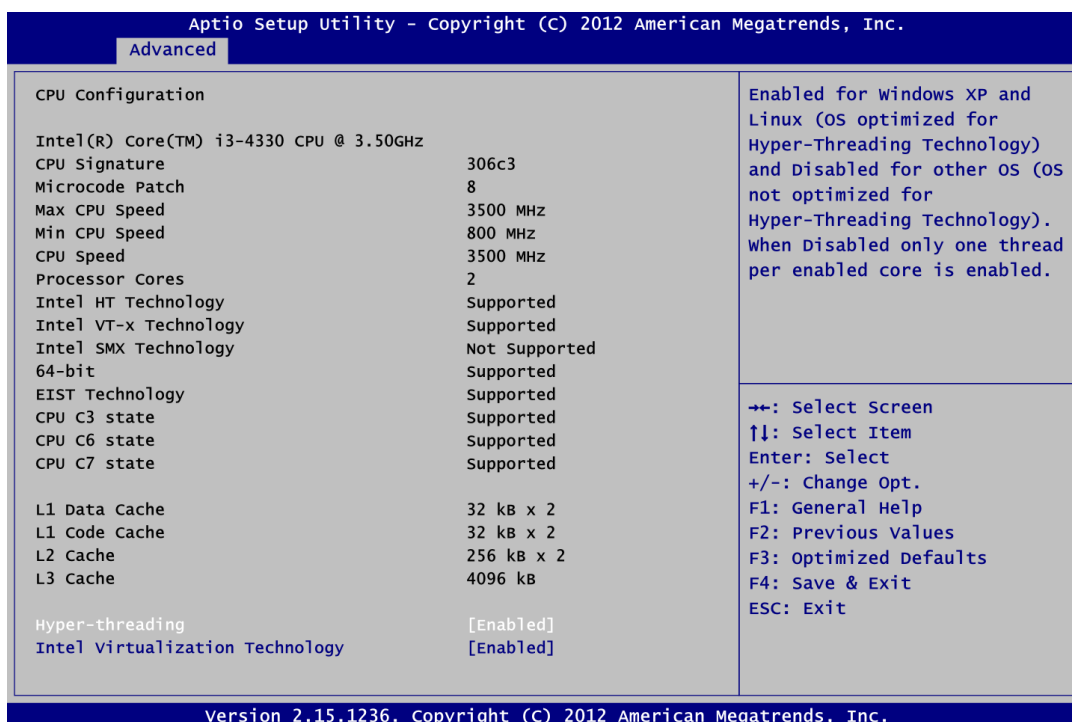 Aptio Setup Utility - Copyright (C) 2012 American Megatrends, Inc.
Advanced
CPU Configuration
Intel(R) Core(TM) i3-4330 CPU @ 3.50GHz
CPU Signature 306c3
Microcode Patch 8
Max CPU Speed 3500 MHz
Min CPU Speed 800 MHz
CPU Speed 3500 MHz
Processor Cores 2
Intel HT Technology Supported
Intel VT-x Technology Supported
Intel SMX Technology Not Supported
64-bit Supported
EIST Technology Supported
CPU C3 state Supported
CPU C6 state Supported
CPU C7 state Supported
L1 Data Cache 32 kB x 2
L1 Code Cache 32 kB x 2
L2 Cache 256 kB x 2
L3 Cache 4096 kB
Hyper-threading [Enabled]
Intel Virtualization Technology [Enabled]
Enabled for Windows XP and
Linux (OS optimized for
Hyper-Threading Technology)
and Disabled for other OS (OS
not optimized for
Hyper-Threading Technology).
When Disabled only one thread
per enabled core is enabled.
→←: Select Screen
↑↓: Select Item
Enter: Select
+/-: Change Opt.
F1: General Help
F2: Previous Values
F3: Optimized Defaults
F4: Save & Exit
ESC: Exit
Version 2.15.1236. Copyright (C) 2012 American Megatrends, Inc.